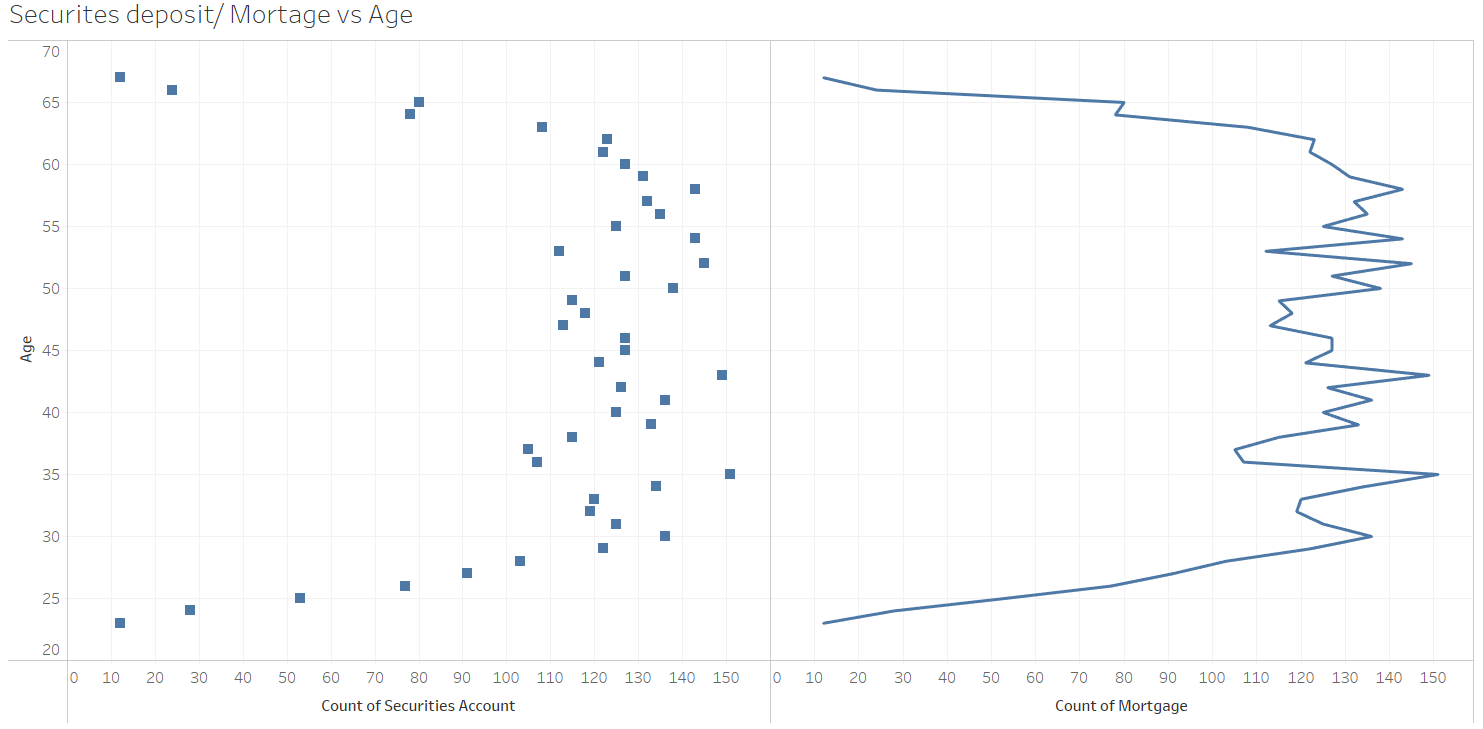 Securites deposit/ Mortage vs Age
70
65
60
55
50
45
40
35
30
25
20
Age
0 10 20 30 40 50 60 70 80 90 100 110 120 130 140 150
0 10 20 30 40 50 60 70 80 90 100 110 120 130 140 150
Count of Securities Account
Count of Mortgage